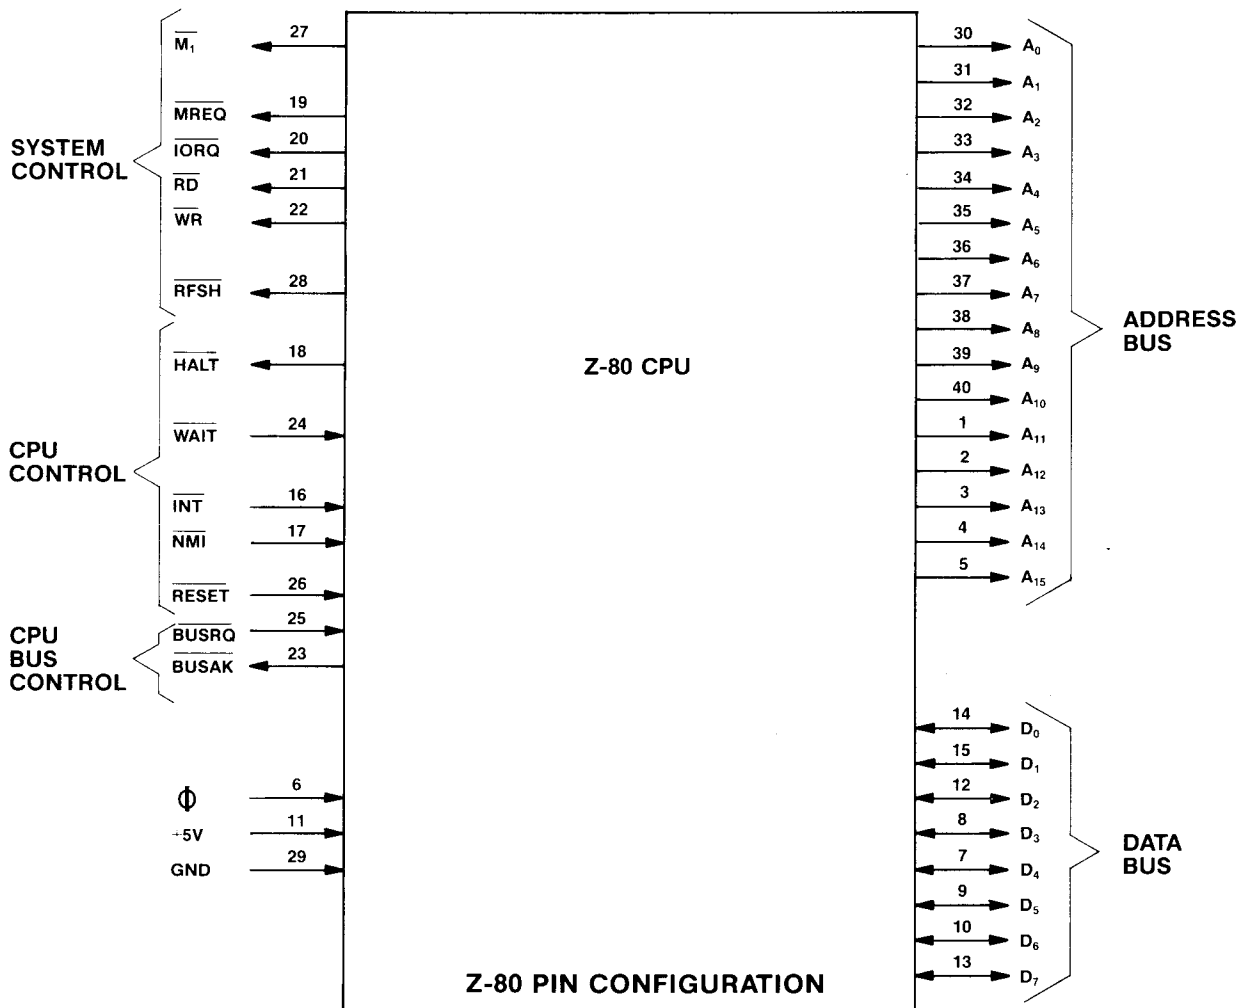 27
M̅₁
19
MREQ
SYSTEM
CONTROL
20
IORQ
21
RD
22
WR
28
RFSH
18
HALT
24
WAIT
CPU
CONTROL
16
INT
17
NMI
26
RESET
25
BUSRQ
CPU
BUS
CONTROL
23
BUSAK
6
Φ
11
+5V
29
GND
Z-80 CPU
30
A₀
31
A₁
32
A₂
33
A₃
34
A₄
35
A₅
36
A₆
37
A₇
38
A₈
39
A₉
40
A₁₀
1
A₁₁
2
A₁₂
3
A₁₃
4
A₁₄
5
A₁₅
ADDRESS
BUS
14
D₀
15
D₁
12
D₂
8
D₃
7
D₄
9
D₅
10
D₆
13
D₇
DATA
BUS
Z-80 PIN CONFIGURATION